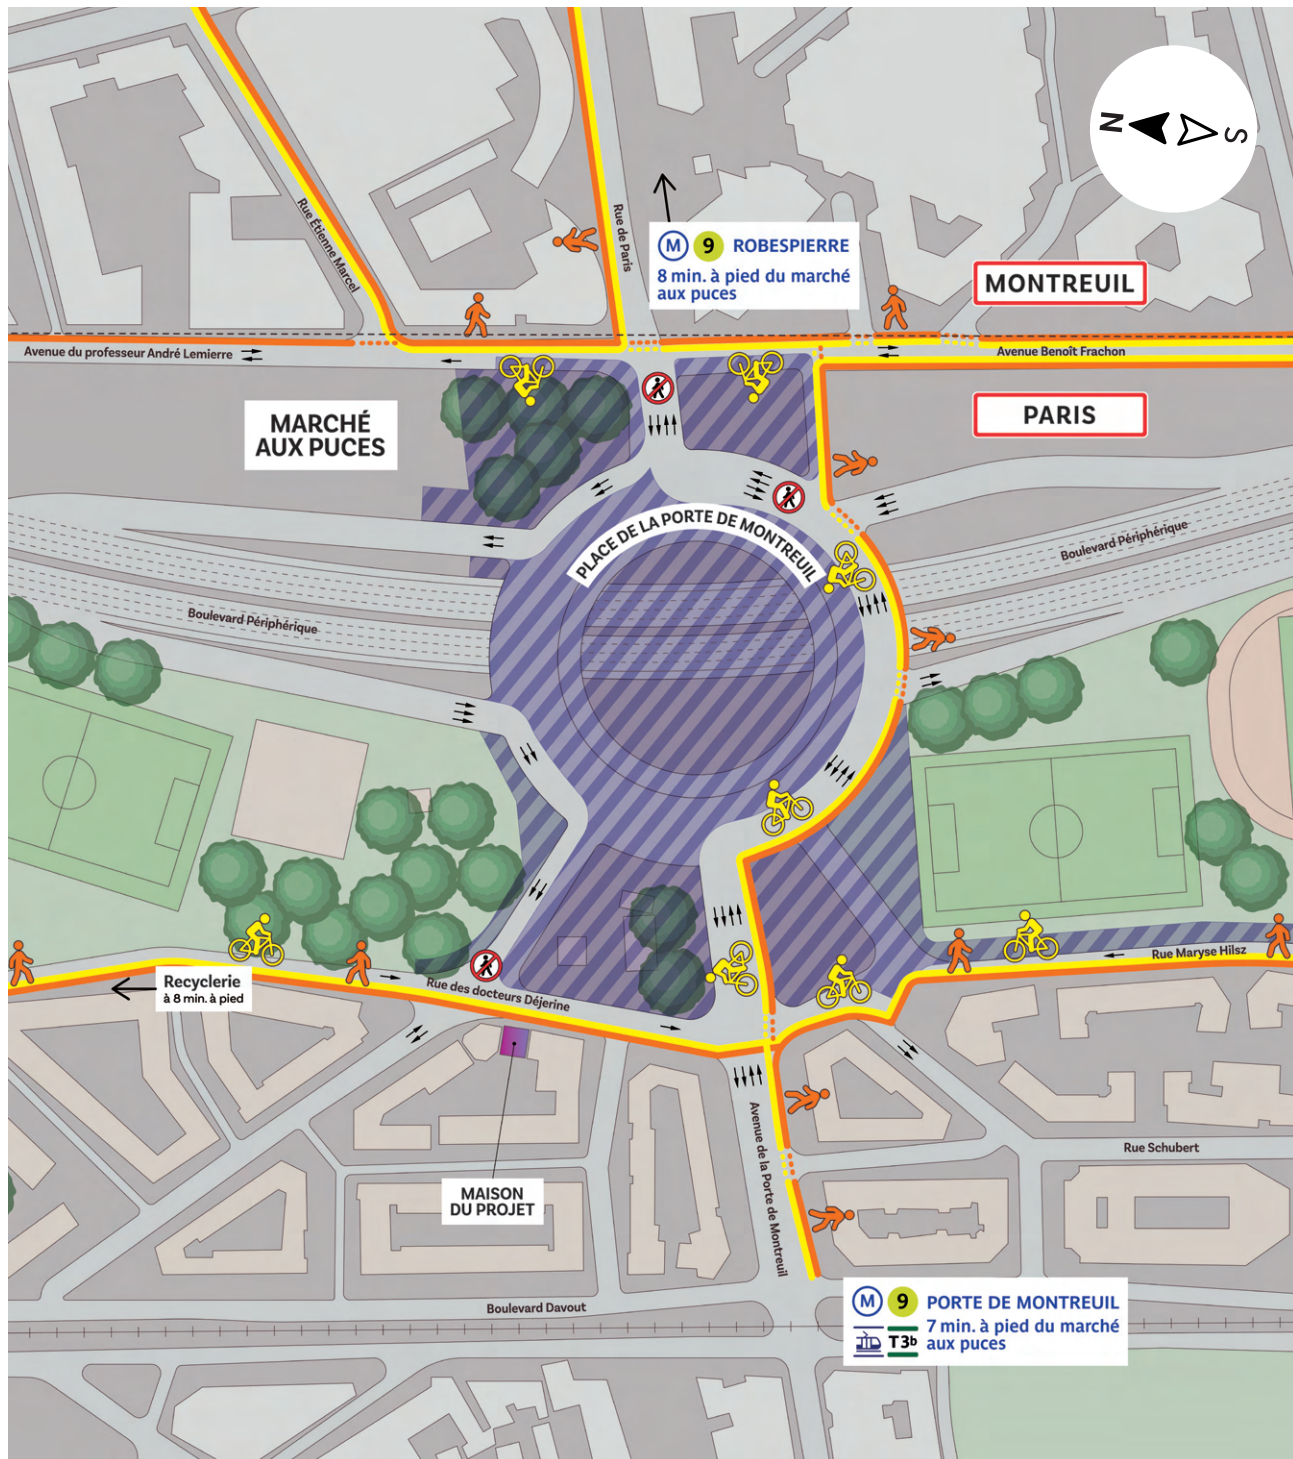 N
S
Rue Étienne Marcel
Rue de Paris
M 9 ROBESPIERRE
8 min. à pied du marché
aux puces
MONTREUIL
Avenue du professeur André Lemierre
Avenue Benoît Frachon
MARCHÉ
AUX PUCES
PARIS
PLACE DE LA PORTE DE MONTREUIL
Boulevard Périphérique
Boulevard Périphérique
Rue Maryse Hilsz
Recyclerie
à 8 min. à pied
Rue des docteurs Déjerine
Avenue de la Porte de Montreuil
Rue Schubert
MAISON
DU PROJET
Boulevard Davout
M 9 PORTE DE MONTREUIL
7 min. à pied du marché
T3b aux puces